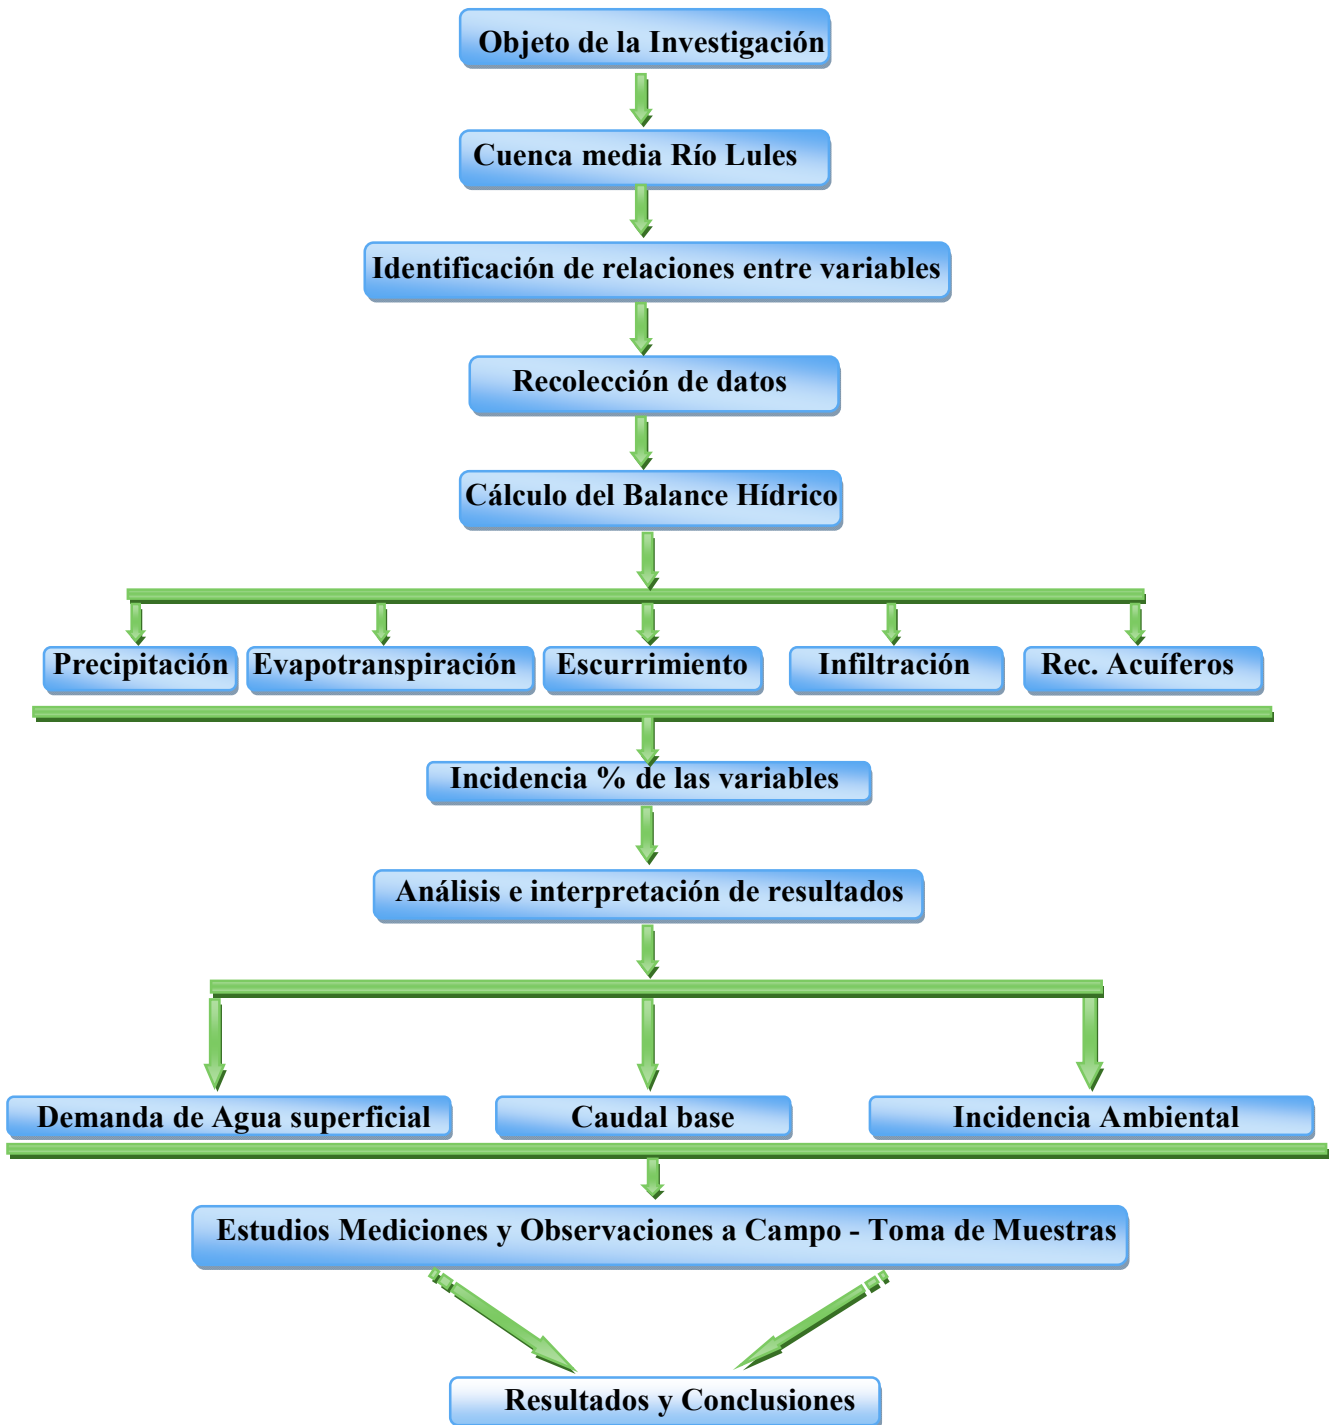 Objeto de la Investigación
Cuenca media Río Lules
Identificación de relaciones entre variables
Recolección de datos
Cálculo del Balance Hídrico
Precipitación
Evapotranspiración
Escurrimiento
Infiltración
Rec. Acuíferos
Incidencia % de las variables
Análisis e interpretación de resultados
Demanda de Agua superficial
Caudal base
Incidencia Ambiental
Estudios Mediciones y Observaciones a Campo - Toma de Muestras
Resultados y Conclusiones